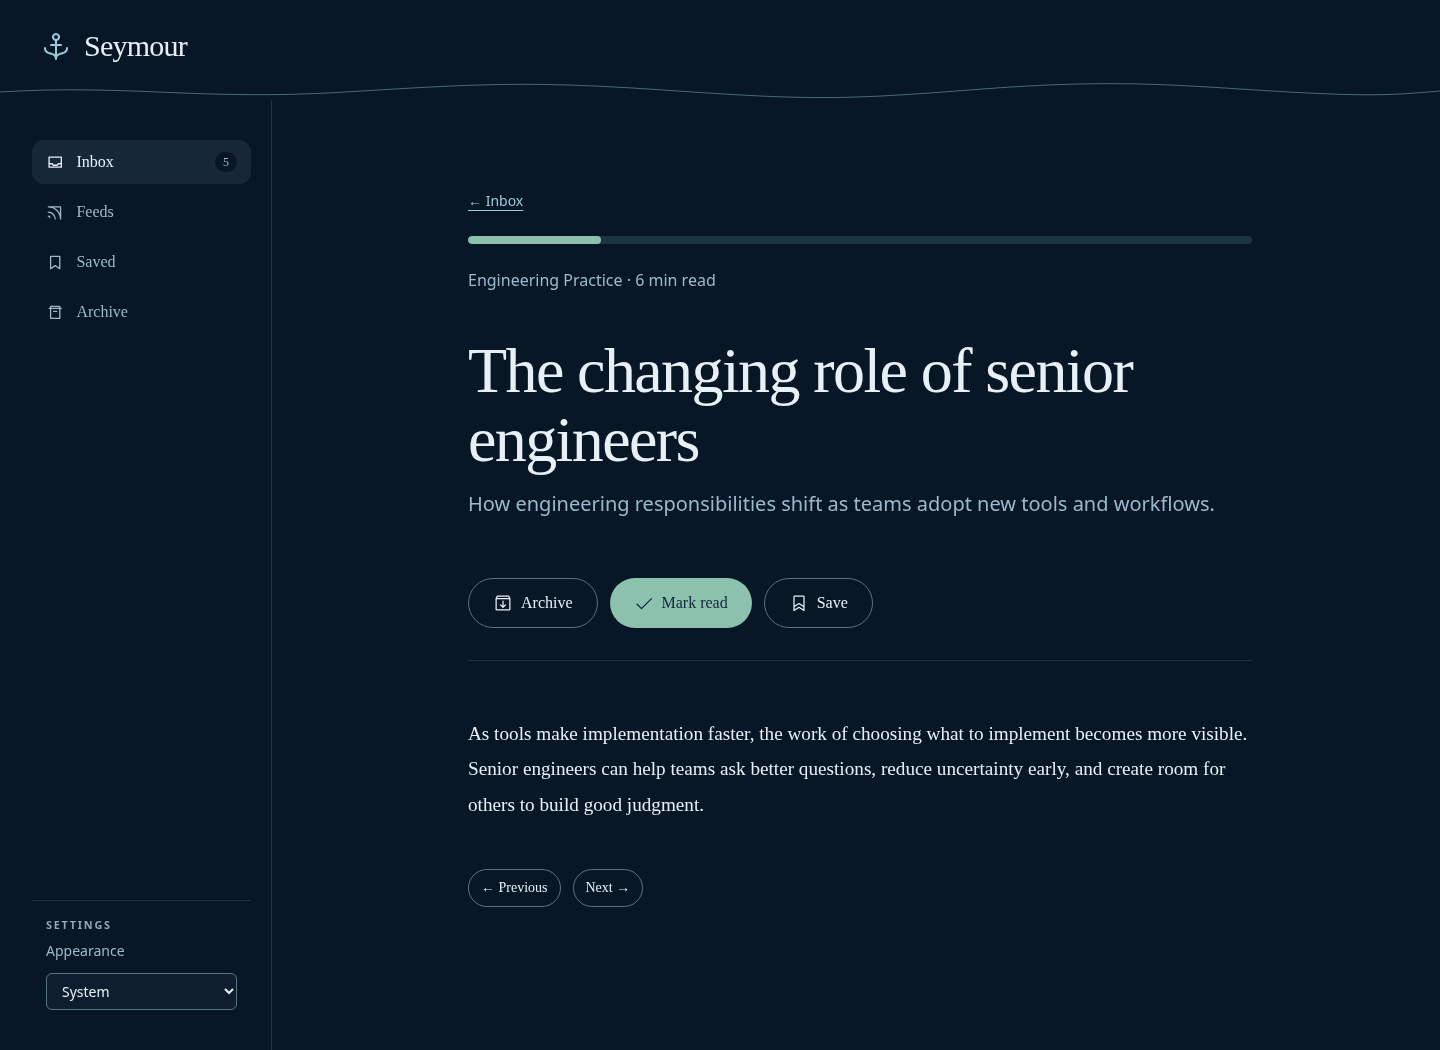 Seymour
Inbox 5
Feeds
Saved
Archive
← Inbox
Engineering Practice · 6 min read
The changing role of senior
engineers
How engineering responsibilities shift as teams adopt new tools and workflows.
Archive
Mark read
Save
As tools make implementation faster, the work of choosing what to implement becomes more visible.
Senior engineers can help teams ask better questions, reduce uncertainty early, and create room for
others to build good judgment.
← Previous
Next →
SETTINGS
Appearance
System